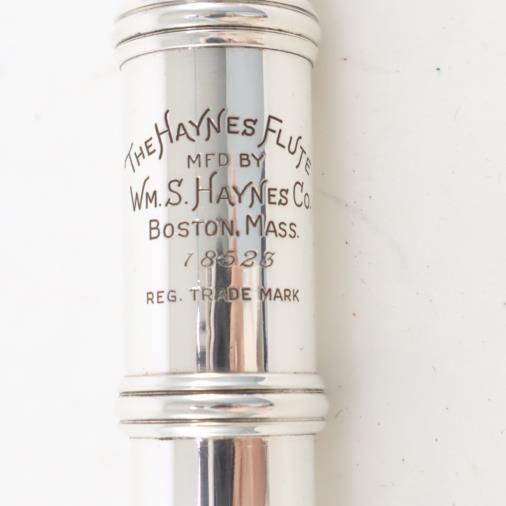 THE HAYNES FLUTE
MFD BY
WM. S. HAYNES CO.
BOSTON, MASS.
18523
REG. TRADE MARK